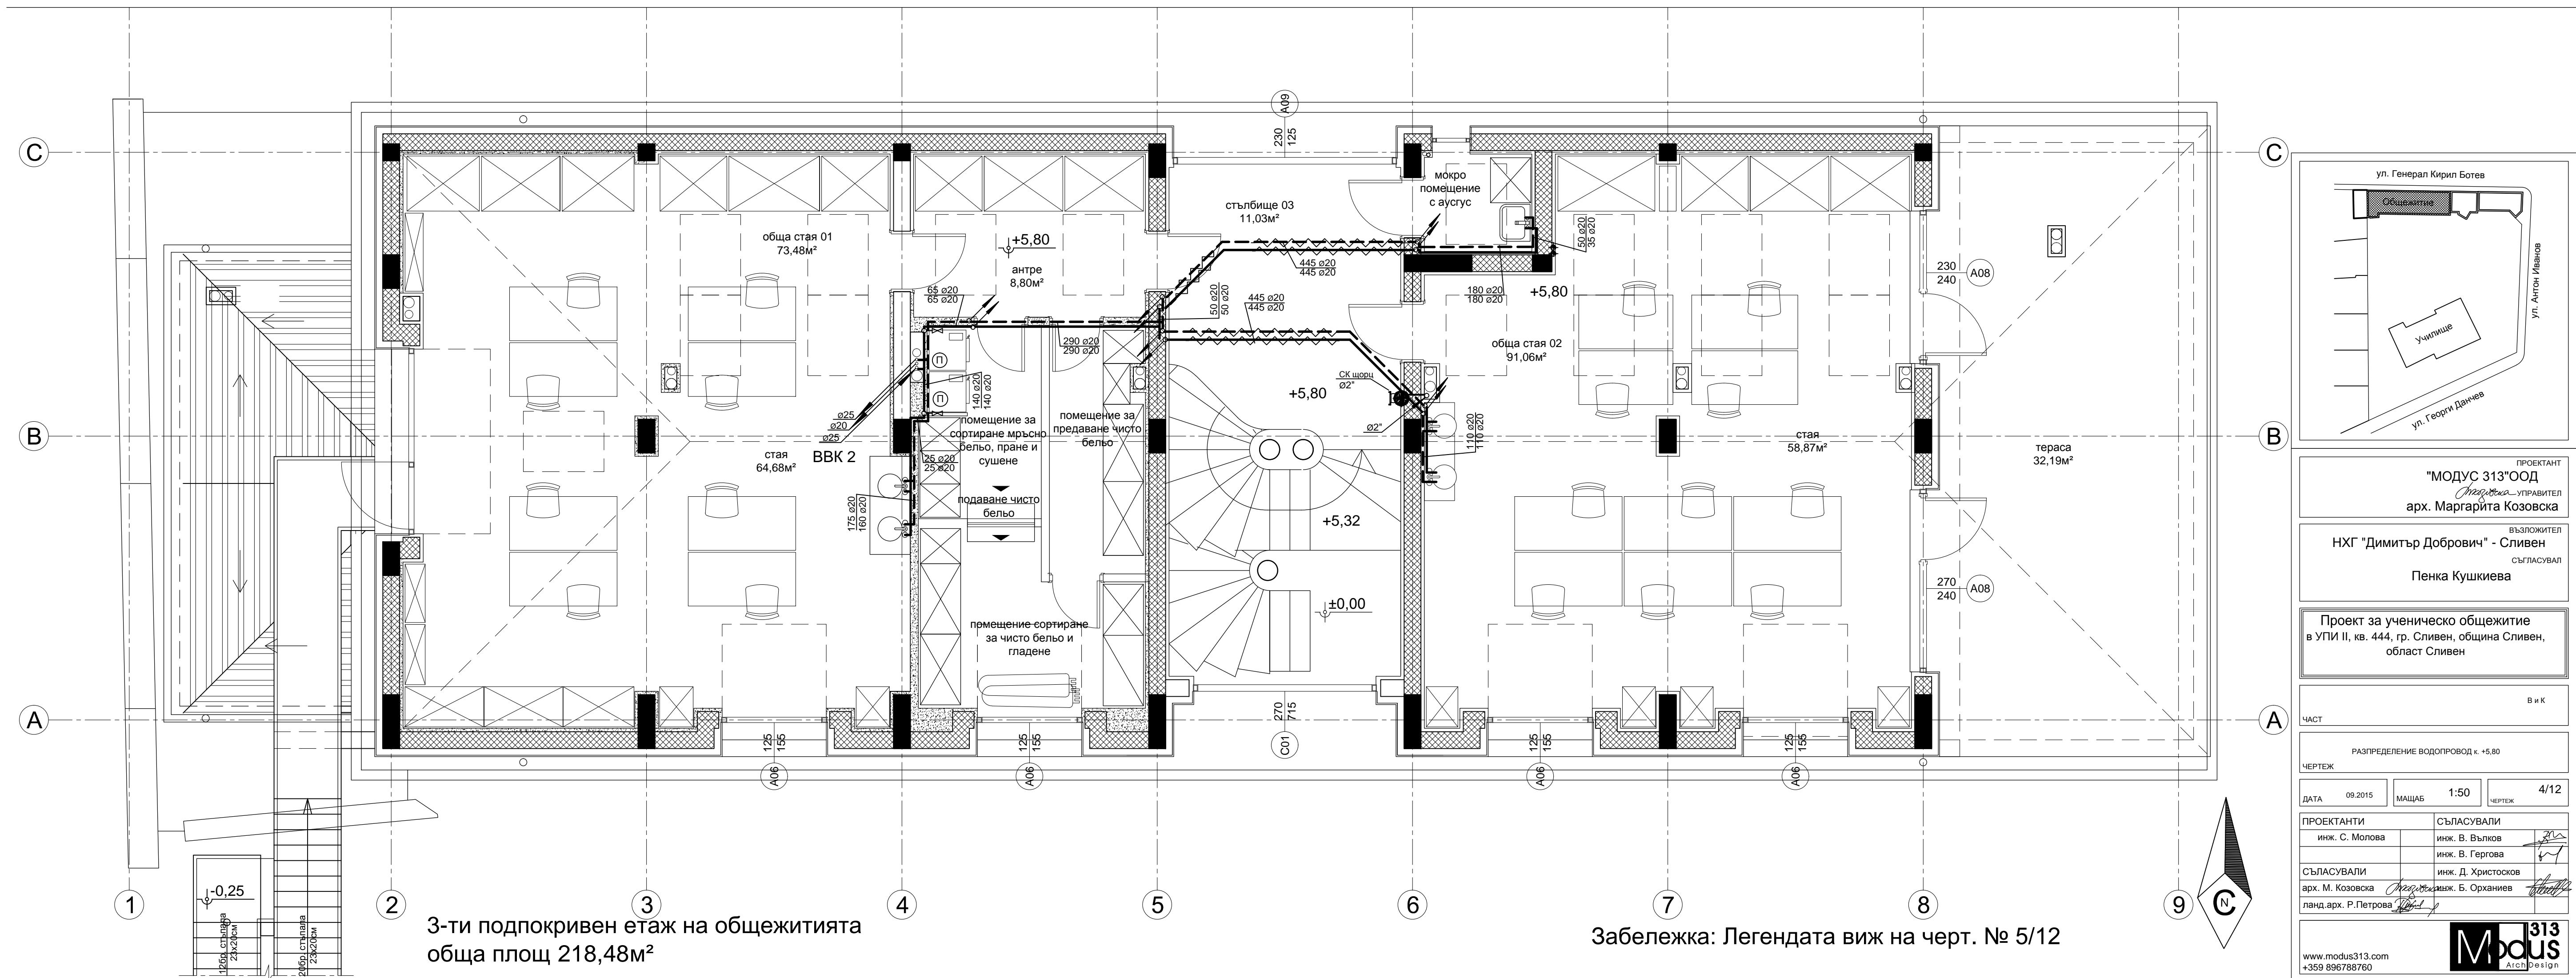 A09
230
125
C
C
мокро
помещение
с аусгус
стълбище 03
11,03м²
обща стая 01
73,48м²
+5,80
антре
8,80м²
50 ø20
35 ø20
445 ø20
445 ø20
230
240
A08
65 ø20
65 ø20
180 ø20
180 ø20
+5,80
50 ø20
50 ø20
445 ø20
445 ø20
290 ø20
290 ø20
обща стая 02
91,06м²
П
СК щорц
ø2"
140 ø20
140 ø20
+5,80
П
ø25
ø20
ø25
помещение за
сортиране мръсно
бельо, пране и
сушене
помещение за
предаване чисто
бельо
ø2"
110 ø20
110 ø20
B
B
стая
64,68м²
ВВК 2
25 ø20
25 ø20
стая
58,87м²
тераса
32,19м²
подаване чисто
бельо
175 ø20
160 ø20
+5,32
270
240
A08
±0,00
помещение сортиране
за чисто бельо и
гладене
A
A
270
715
C01
125
155
A06
125
155
A06
125
155
A06
125
155
A06
-0,25
12бр. стъпала
23х20см
20бр. стъпала
23х20см
1
2
3
4
5
6
7
8
9
3-ти подпокривен етаж на общежитията
обща площ 218,48м²
Забележка: Легендата виж на черт. № 5/12
C
N
ул. Генерал Кирил Ботев
Общежитие
ул. Антон Иванов
Училище
ул. Георги Данчев
ПРОЕКТАНТ
"МОДУС 313"ООД
УПРАВИТЕЛ
арх. Маргарита Козовска
ВЪЗЛОЖИТЕЛ
НХГ "Димитър Добрович" - Сливен
СЪГЛАСУВАЛ
Пенка Кушкиева
Проект за ученическо общежитие
в УПИ II, кв. 444, гр. Сливен, община Сливен,
област Сливен
В и К
ЧАСТ
РАЗПРЕДЕЛЕНИЕ ВОДОПРОВОД к. +5,80
ЧЕРТЕЖ
ДАТА 09.2015 МАЩАБ 1:50 ЧЕРТЕЖ 4/12
ПРОЕКТАНТИ СЪЛАСУВАЛИ
инж. С. Молова инж. В. Вълков
инж. В. Гергова
СЪЛАСУВАЛИ инж. Д. Христосков
арх. М. Козовска инж. Б. Орханиев
ланд.арх. Р.Петрова
www.modus313.com
+359 896788760
313
Modus
Arch Design